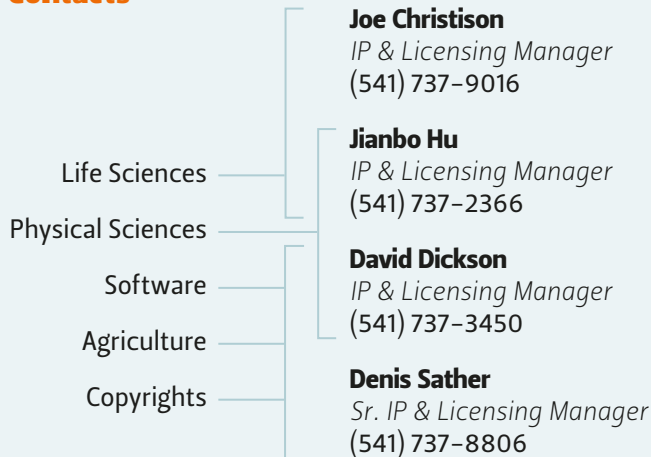 Contacts
Joe Christison
IP & Licensing Manager
(541) 737–9016
Jianbo Hu
IP & Licensing Manager
(541) 737–2366
David Dickson
IP & Licensing Manager
(541) 737–3450
Denis Sather
Sr. IP & Licensing Manager
(541) 737–8806
Life Sciences
Physical Sciences
Software
Agriculture
Copyrights